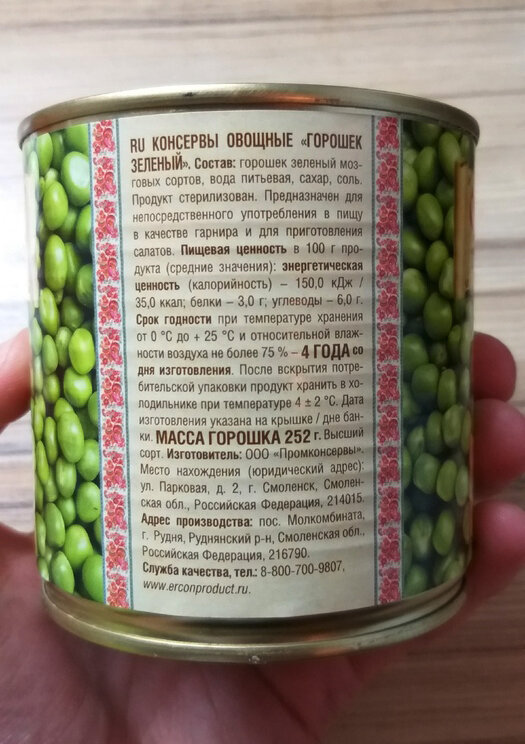 RU КОНСЕРВЫ ОВОЩНЫЕ «ГОРОШЕК
ЗЕЛЕНЫЙ». Состав: горошек зеленый моз-
говых сортов, вода питьевая, сахар, соль.
Продукт стерилизован. Предназначен для
непосредственного употребления в пищу
в качестве гарнира и для приготовления
салатов. Пищевая ценность в 100 г про-
дукта (средние значения): энергетическая
ценность (калорийность) – 150,0 кДж /
35,0 ккал; белки – 3,0 г; углеводы – 6,0 г.
Срок годности при температуре хранения
от 0 °С до + 25 °С и относительной влаж-
ности воздуха не более 75 % – 4 ГОДА со
дня изготовления. После вскрытия потре-
бительской упаковки продукт хранить в хо-
лодильнике при температуре 4 ± 2 °С. Дата
изготовления указана на крышке / дне бан-
ки. МАССА ГОРОШКА 252 г. Высший
сорт. Изготовитель: ООО «Промконсервы».
Место нахождения (юридический адрес):
ул. Парковая, д. 2, г. Смоленск, Смолен-
ская обл., Российская Федерация, 214015.
Адрес производства: пос. Молкомбината,
г. Рудня, Руднянский р-н, Смоленская обл.,
Российская Федерация, 216790.
Служба качества, тел.: 8-800-700-9807,
www.erconproduct.ru.